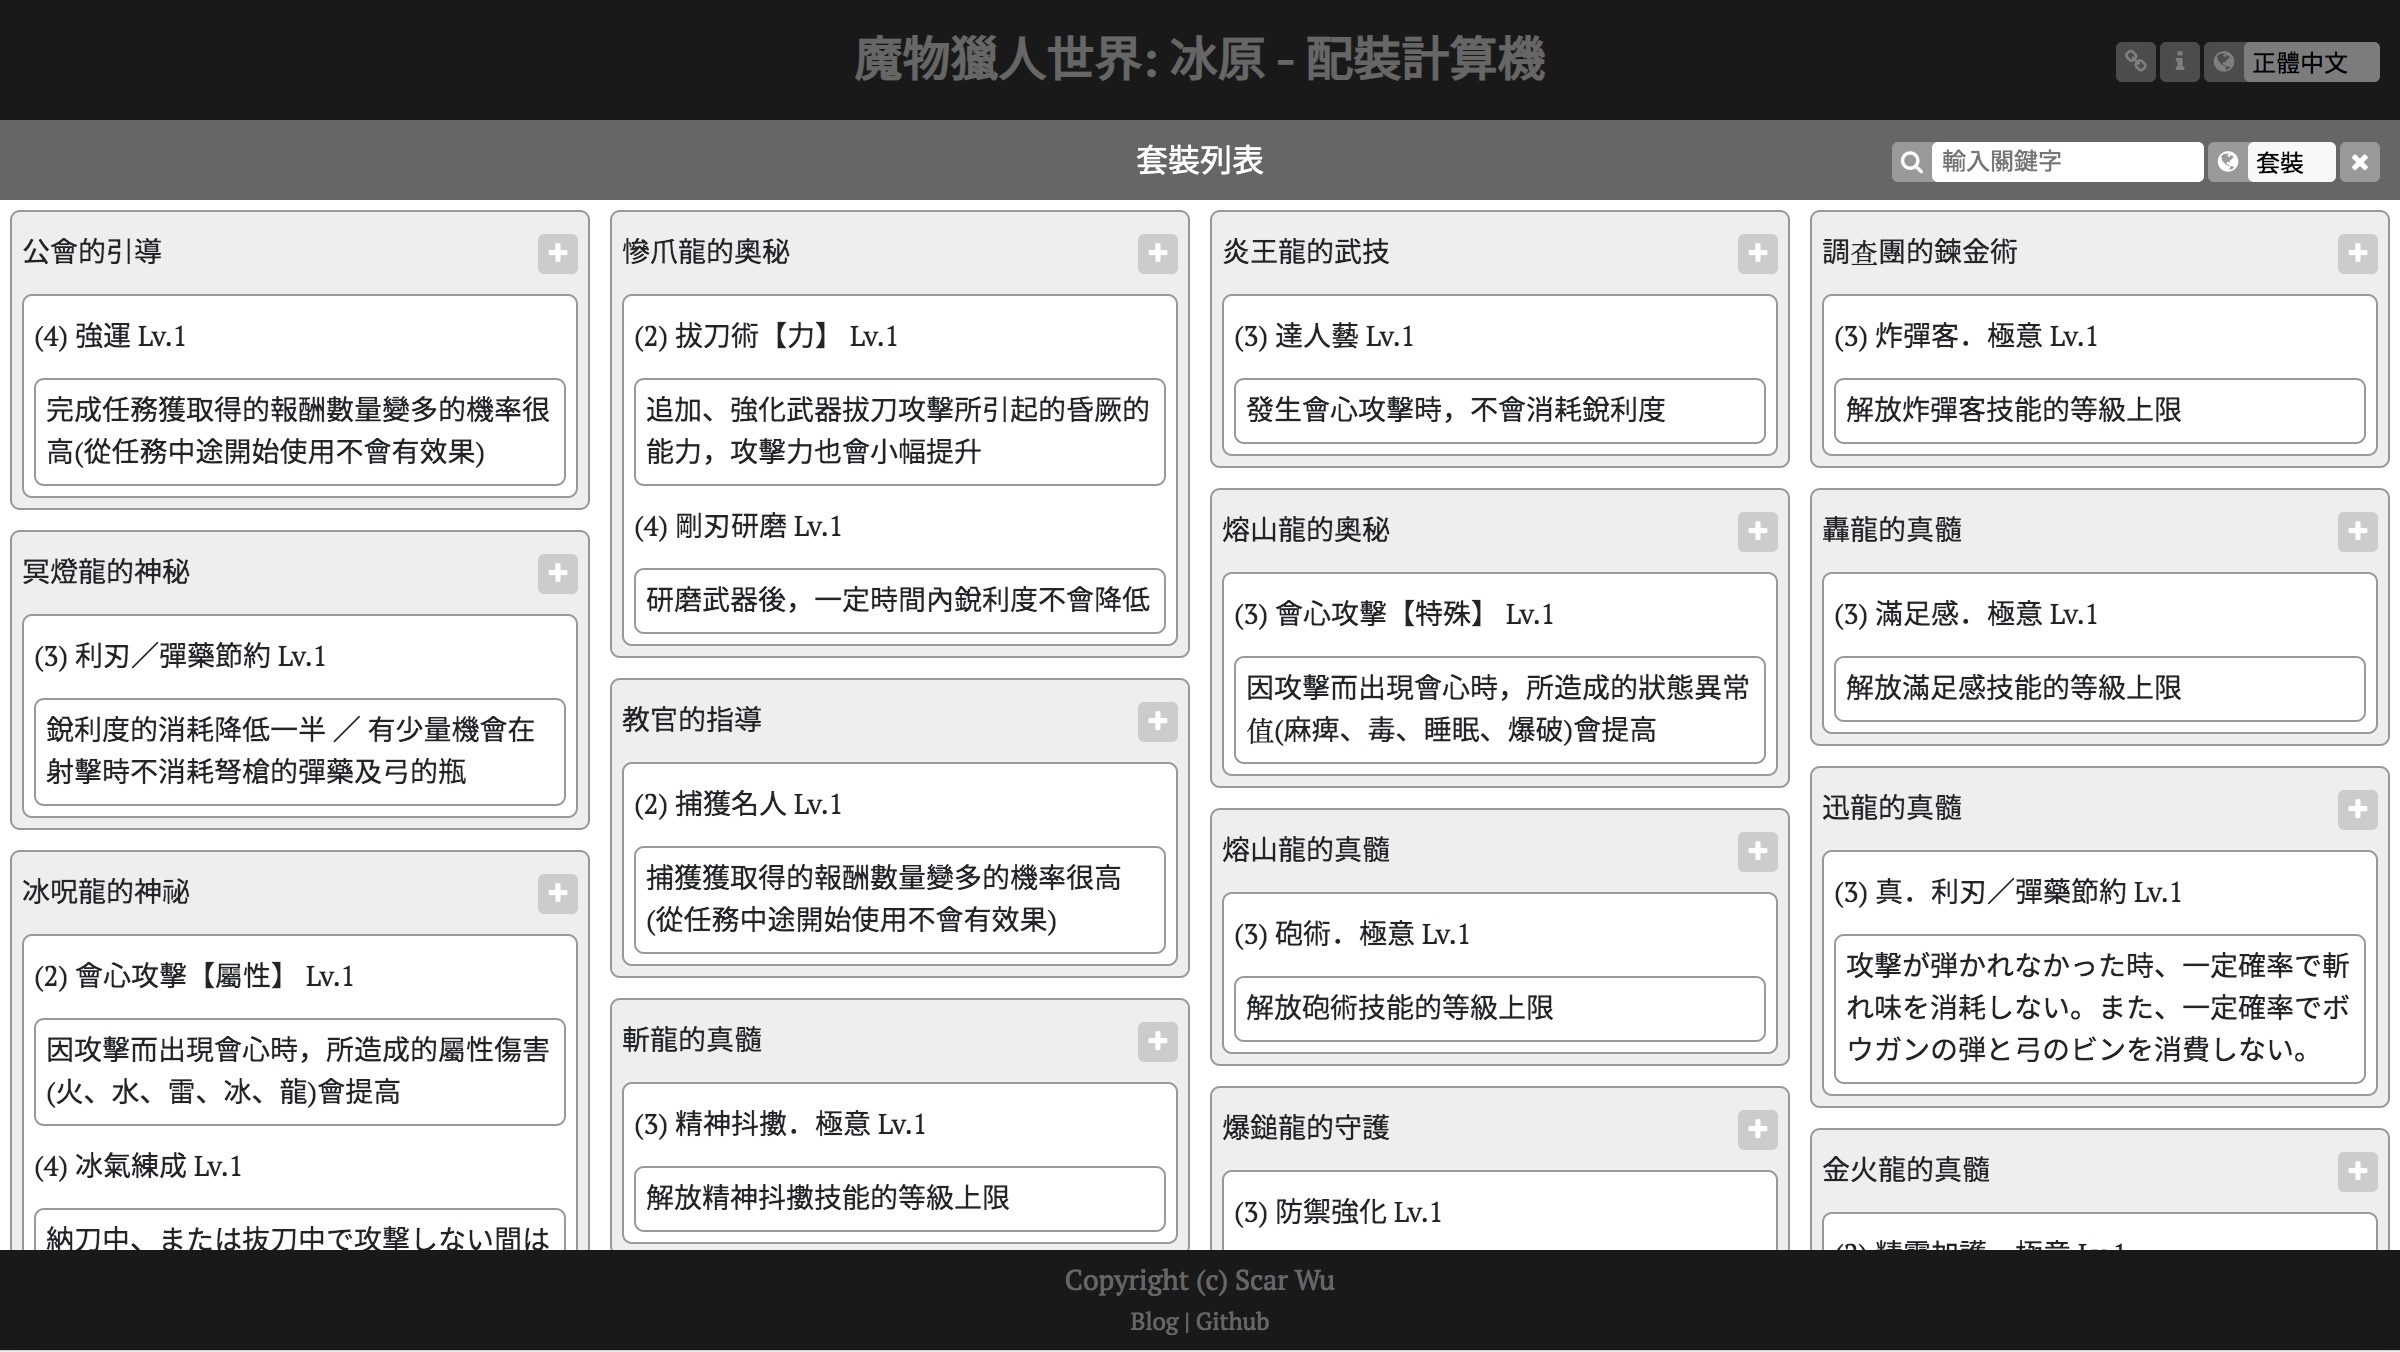 魔物獵人世界: 冰原 - 配裝計算機
正體中文
套裝列表
輸入關鍵字
套裝
公會的引導
(4) 強運 Lv.1
完成任務獲取得的報酬數量變多的機率很
高(從任務中途開始使用不會有效果)
冥燈龍的神秘
(3) 利刃／彈藥節約 Lv.1
銳利度的消耗降低一半 ／ 有少量機會在
射擊時不消耗弩槍的彈藥及弓的瓶
冰呪龍的神祕
(2) 會心攻擊【屬性】 Lv.1
因攻擊而出現會心時，所造成的屬性傷害
(火、水、雷、冰、龍)會提高
(4) 冰氣練成 Lv.1
納刀中、または抜刀中で攻撃しない間は
慘爪龍的奧秘
(2) 拔刀術【力】 Lv.1
追加、強化武器拔刀攻擊所引起的昏厥的
能力，攻擊力也會小幅提升
(4) 剛刃研磨 Lv.1
研磨武器後，一定時間內銳利度不會降低
教官的指導
(2) 捕獲名人 Lv.1
捕獲獲取得的報酬數量變多的機率很高
(從任務中途開始使用不會有效果)
斬龍的真髓
(3) 精神抖擻．極意 Lv.1
解放精神抖擻技能的等級上限
炎王龍的武技
(3) 達人藝 Lv.1
發生會心攻擊時，不會消耗銳利度
熔山龍的奧秘
(3) 會心攻擊【特殊】 Lv.1
因攻擊而出現會心時，所造成的狀態異常
值(麻痺、毒、睡眠、爆破)會提高
熔山龍的真髓
(3) 砲術．極意 Lv.1
解放砲術技能的等級上限
爆鎚龍的守護
(3) 防禦強化 Lv.1
調查團的鍊金術
(3) 炸彈客．極意 Lv.1
解放炸彈客技能的等級上限
轟龍的真髓
(3) 滿足感．極意 Lv.1
解放滿足感技能的等級上限
迅龍的真髓
(3) 真．利刃／彈藥節約 Lv.1
攻撃が弾かれなかった時、一定確率で斬
れ味を消耗しない。また、一定確率でボ
ウガンの弾と弓のビンを消費しない。
金火龍的真髓
Copyright (c) Scar Wu
Blog | Github